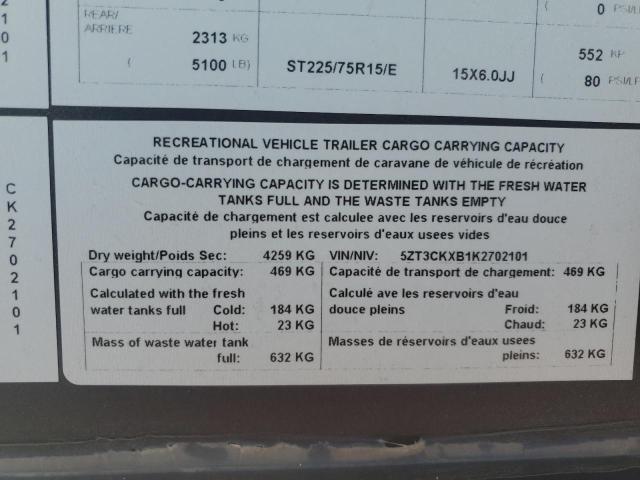 0 PSI/LP
REAR/
ARRIERE
2313 KG
( 5100 LB)
ST225/75R15/E
15X6.0JJ
552 KP
( 80 PSI/LP
2
1
0
1
C
K
2
7
0
2
1
0
1
RECREATIONAL VEHICLE TRAILER CARGO CARRYING CAPACITY
Capacité de transport de chargement de caravane de véhicule de récréation
CARGO-CARRYING CAPACITY IS DETERMINED WITH THE FRESH WATER
TANKS FULL AND THE WASTE TANKS EMPTY
Capacité de chargement est calculee avec les reservoirs d'eau douce
pleins et les reservoirs d'eaux usees vides
Dry weight/Poids Sec: 4259 KG VIN/NIV: 5ZT3CKXB1K2702101
Cargo carrying capacity: 469 KG Capacité de transport de chargement: 469 KG
Calculated with the fresh Calculé ave les reservoirs d'eau
water tanks full Cold: 184 KG douce pleins Froid: 184 KG
Hot: 23 KG Chaud: 23 KG
Mass of waste water tank Masses de réservoirs d'eaux usees
full: 632 KG pleins: 632 KG